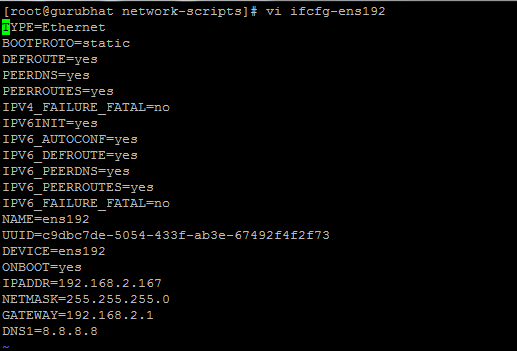 [root@gurubhat network-scripts]# vi ifcfg-ens192
TYPE=Ethernet
BOOTPROTO=static
DEFROUTE=yes
PEERDNS=yes
PEERROUTES=yes
IPV4_FAILURE_FATAL=no
IPV6INIT=yes
IPV6_AUTOCONF=yes
IPV6_DEFROUTE=yes
IPV6_PEERDNS=yes
IPV6_PEERROUTES=yes
IPV6_FAILURE_FATAL=no
NAME=ens192
UUID=c9dbc7de-5054-433f-ab3e-67492f4f2f73
DEVICE=ens192
ONBOOT=yes
IPADDR=192.168.2.167
NETMASK=255.255.255.0
GATEWAY=192.168.2.1
DNS1=8.8.8.8
~